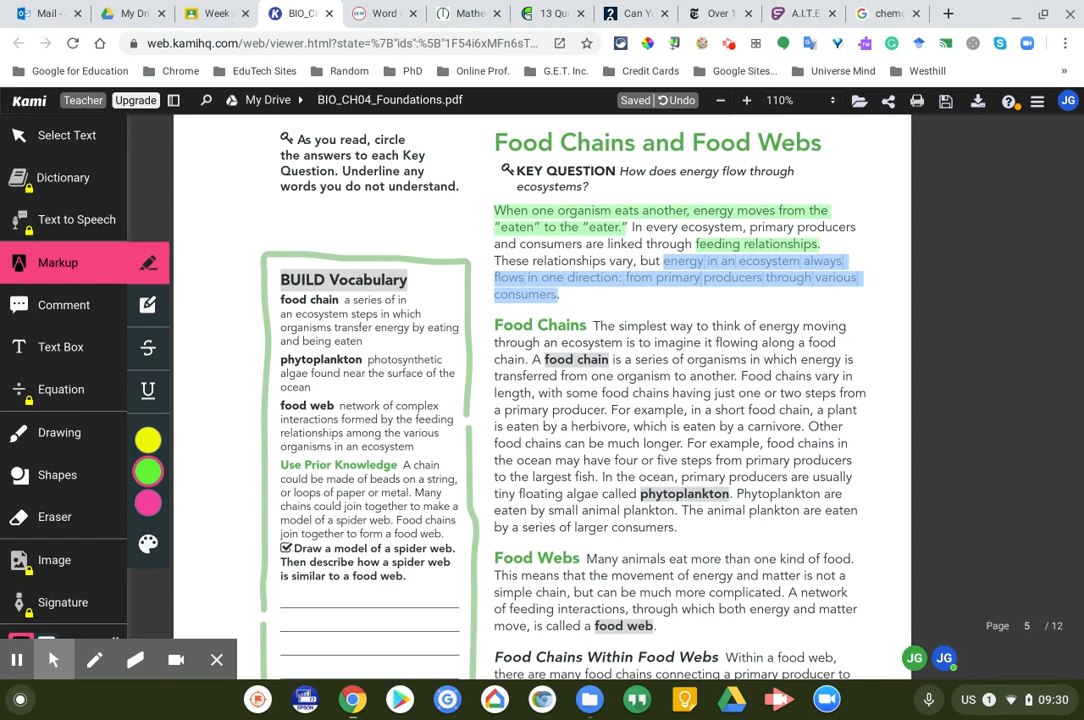 Mail -
My Dri
Week
BIO_CH
Word
Mathe
13 Qu
Can Y
Over 1
A.I.T.E
chemo
web.kamihq.com/web/viewer.html?state=%7B"ids":%5B"1F54i6xMFn6sT...
Google for Education
Chrome
EduTech Sites
Random
PhD
Online Prof.
G.E.T. Inc.
Credit Cards
Google Sites...
Universe Mind
Westhill
»
Kami
Teacher
Upgrade
My Drive
BIO_CH04_Foundations.pdf
Saved
Undo
110%
JG
Select Text
Dictionary
Text to Speech
Markup
Comment
Text Box
Equation
Drawing
Shapes
Eraser
Image
Signature
As you read, circle
the answers to each Key
Question. Underline any
words you do not understand.
BUILD Vocabulary
food chain a series of in
an ecosystem steps in which
organisms transfer energy by eating
and being eaten
phytoplankton photosynthetic
algae found near the surface of the
ocean
food web network of complex
interactions formed by the feeding
relationships among the various
organisms in an ecosystem
Use Prior Knowledge A chain
could be made of beads on a string,
or loops of paper or metal. Many
chains could join together to make a
model of a spider web. Food chains
join together to form a food web.
Draw a model of a spider web.
Then describe how a spider web
is similar to a food web.
Food Chains and Food Webs
KEY QUESTION How does energy flow through
ecosystems?
When one organism eats another, energy moves from the
"eaten" to the "eater." In every ecosystem, primary producers
and consumers are linked through feeding relationships.
These relationships vary, but energy in an ecosystem always
flows in one direction: from primary producers through various
consumers.
Food Chains The simplest way to think of energy moving
through an ecosystem is to imagine it flowing along a food
chain. A food chain is a series of organisms in which energy is
transferred from one organism to another. Food chains vary in
length, with some food chains having just one or two steps from
a primary producer. For example, in a short food chain, a plant
is eaten by a herbivore, which is eaten by a carnivore. Other
food chains can be much longer. For example, food chains in
the ocean may have four or five steps from primary producers
to the largest fish. In the ocean, primary producers are usually
tiny floating algae called phytoplankton. Phytoplankton are
eaten by small animal plankton. The animal plankton are eaten
by a series of larger consumers.
Food Webs Many animals eat more than one kind of food.
This means that the movement of energy and matter is not a
simple chain, but can be much more complicated. A network
of feeding interactions, through which both energy and matter
move, is called a food web.
Food Chains Within Food Webs Within a food web,
there are many food chains connecting a primary producer to
Page 5 / 12
JG
JG
US
1
09:30